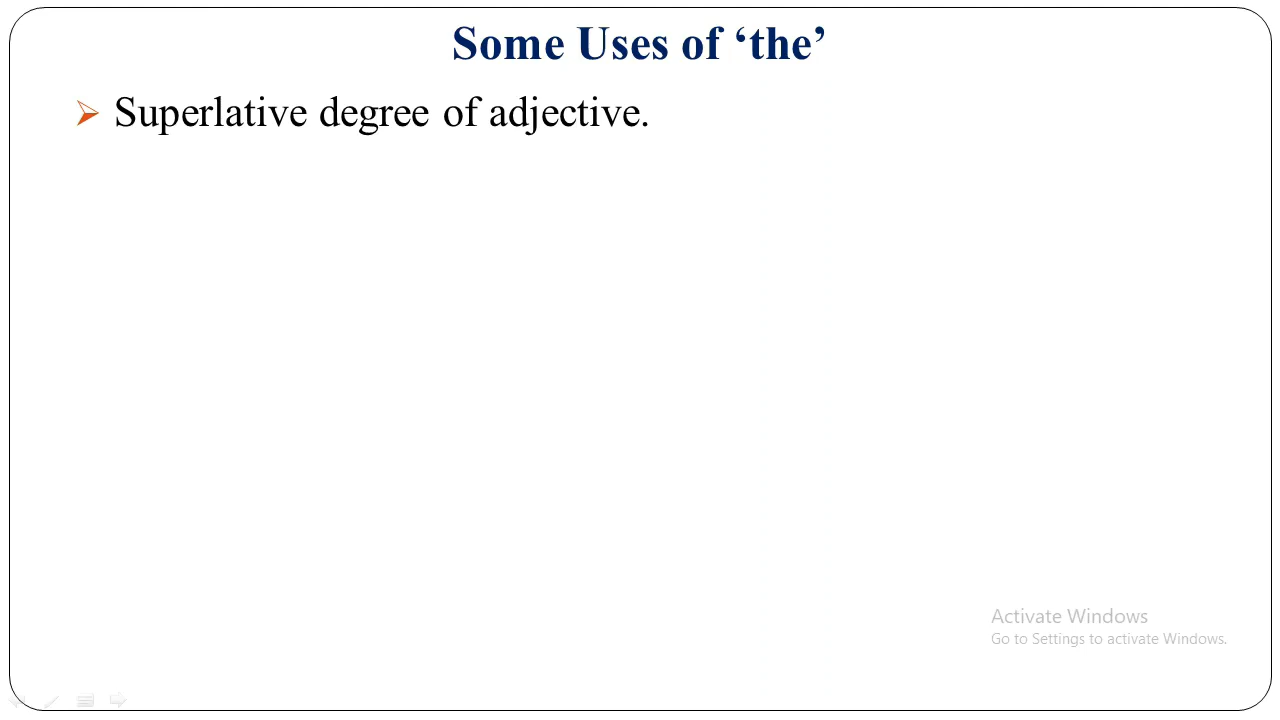 Some Uses of ‘the’
Superlative degree of adjective.
Activate Windows
Go to Settings to activate Windows.